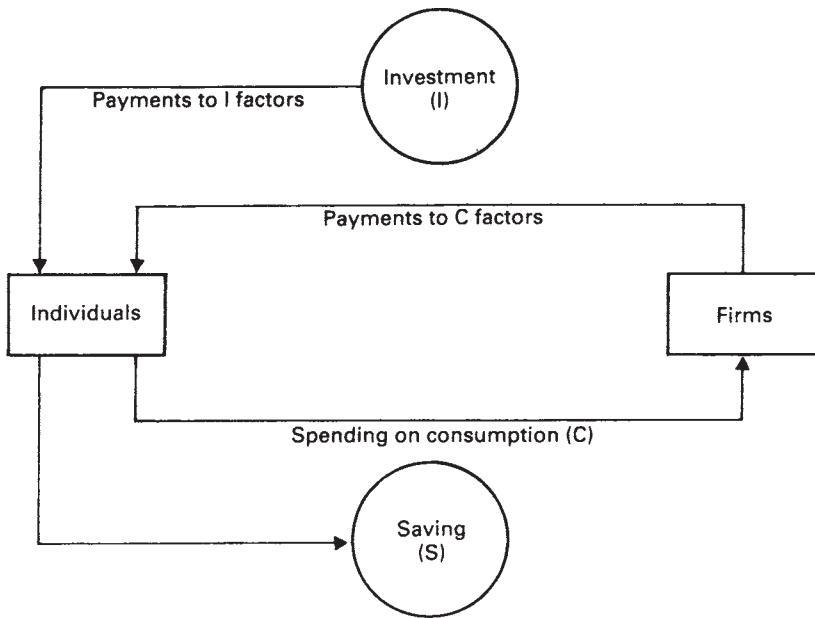 Investment
(I)
Payments to I factors
Payments to C factors
Individuals
Firms
Spending on consumption (C)
Saving
(S)